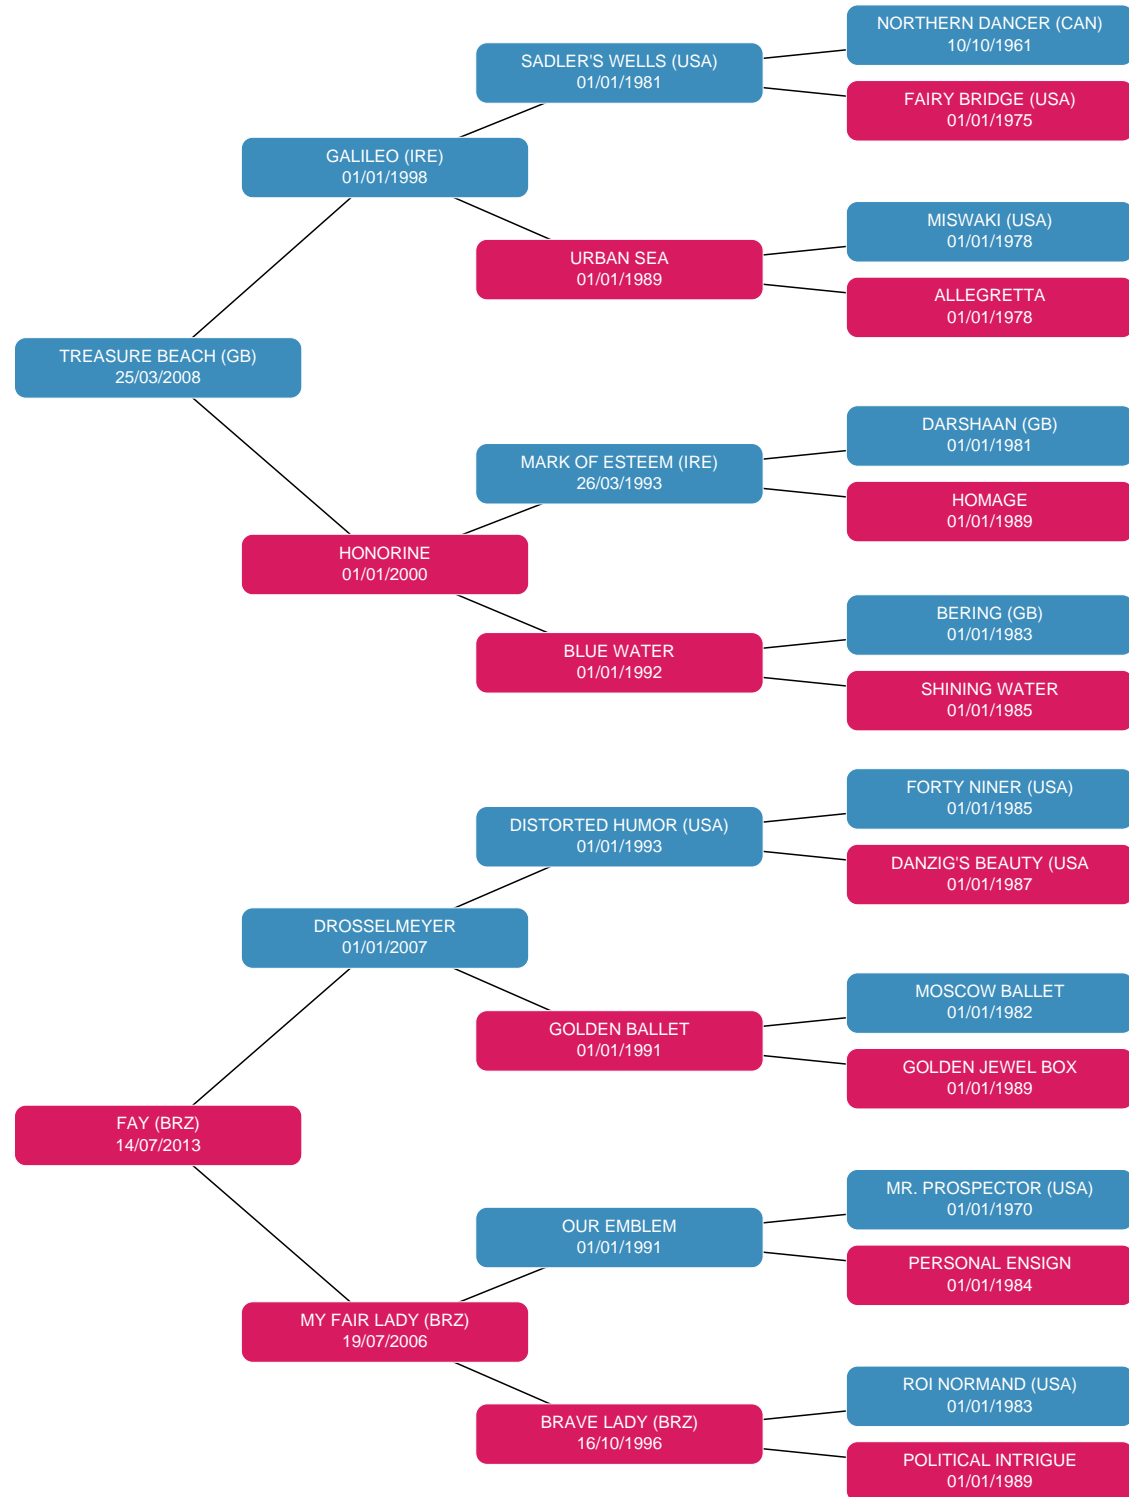 NORTHERN DANCER (CAN)
10/10/1961
SADLER'S WELLS (USA)
01/01/1981
FAIRY BRIDGE (USA)
01/01/1975
GALILEO (IRE)
01/01/1998
MISWAKI (USA)
01/01/1978
URBAN SEA
01/01/1989
ALLEGRETTA
01/01/1978
TREASURE BEACH (GB)
25/03/2008
DARSHAAN (GB)
01/01/1981
MARK OF ESTEEM (IRE)
26/03/1993
HOMAGE
01/01/1989
HONORINE
01/01/2000
BERING (GB)
01/01/1983
BLUE WATER
01/01/1992
SHINING WATER
01/01/1985
FORTY NINER (USA)
01/01/1985
DISTORTED HUMOR (USA)
01/01/1993
DANZIG'S BEAUTY (USA
01/01/1987
DROSSELMEYER
01/01/2007
MOSCOW BALLET
01/01/1982
GOLDEN BALLET
01/01/1991
GOLDEN JEWEL BOX
01/01/1989
FAY (BRZ)
14/07/2013
MR. PROSPECTOR (USA)
01/01/1970
OUR EMBLEM
01/01/1991
PERSONAL ENSIGN
01/01/1984
MY FAIR LADY (BRZ)
19/07/2006
ROI NORMAND (USA)
01/01/1983
BRAVE LADY (BRZ)
16/10/1996
POLITICAL INTRIGUE
01/01/1989